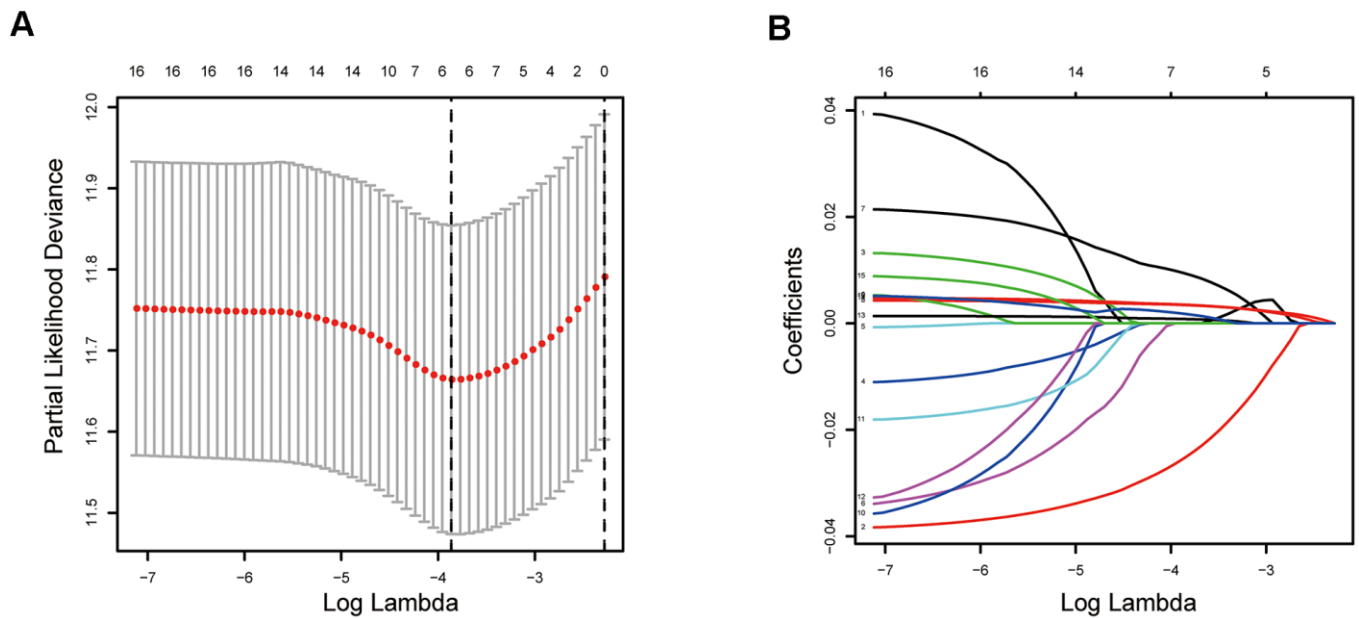 A
16 16 16 16 14 14 14 10 7 6 6 7 5 4 2 0
Partial Likelihood Deviance
12.0
11.9
11.8
11.7
11.6
11.5
−7 −6 −5 −4 −3
Log Lambda
B
16 16 14 7 5
Coefficients
0.04
0.02
0.00
−0.02
−0.04
1
7
3
15
13
5
4
11
12
6
10
2
−7 −6 −5 −4 −3
Log Lambda